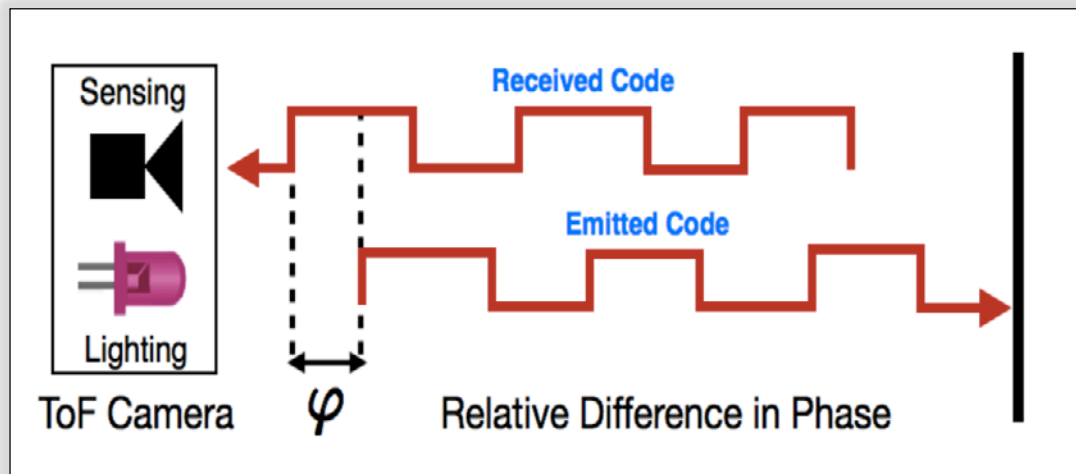 Sensing
Received Code
Emitted Code
Lighting
ToF Camera
φ
Relative Difference in Phase